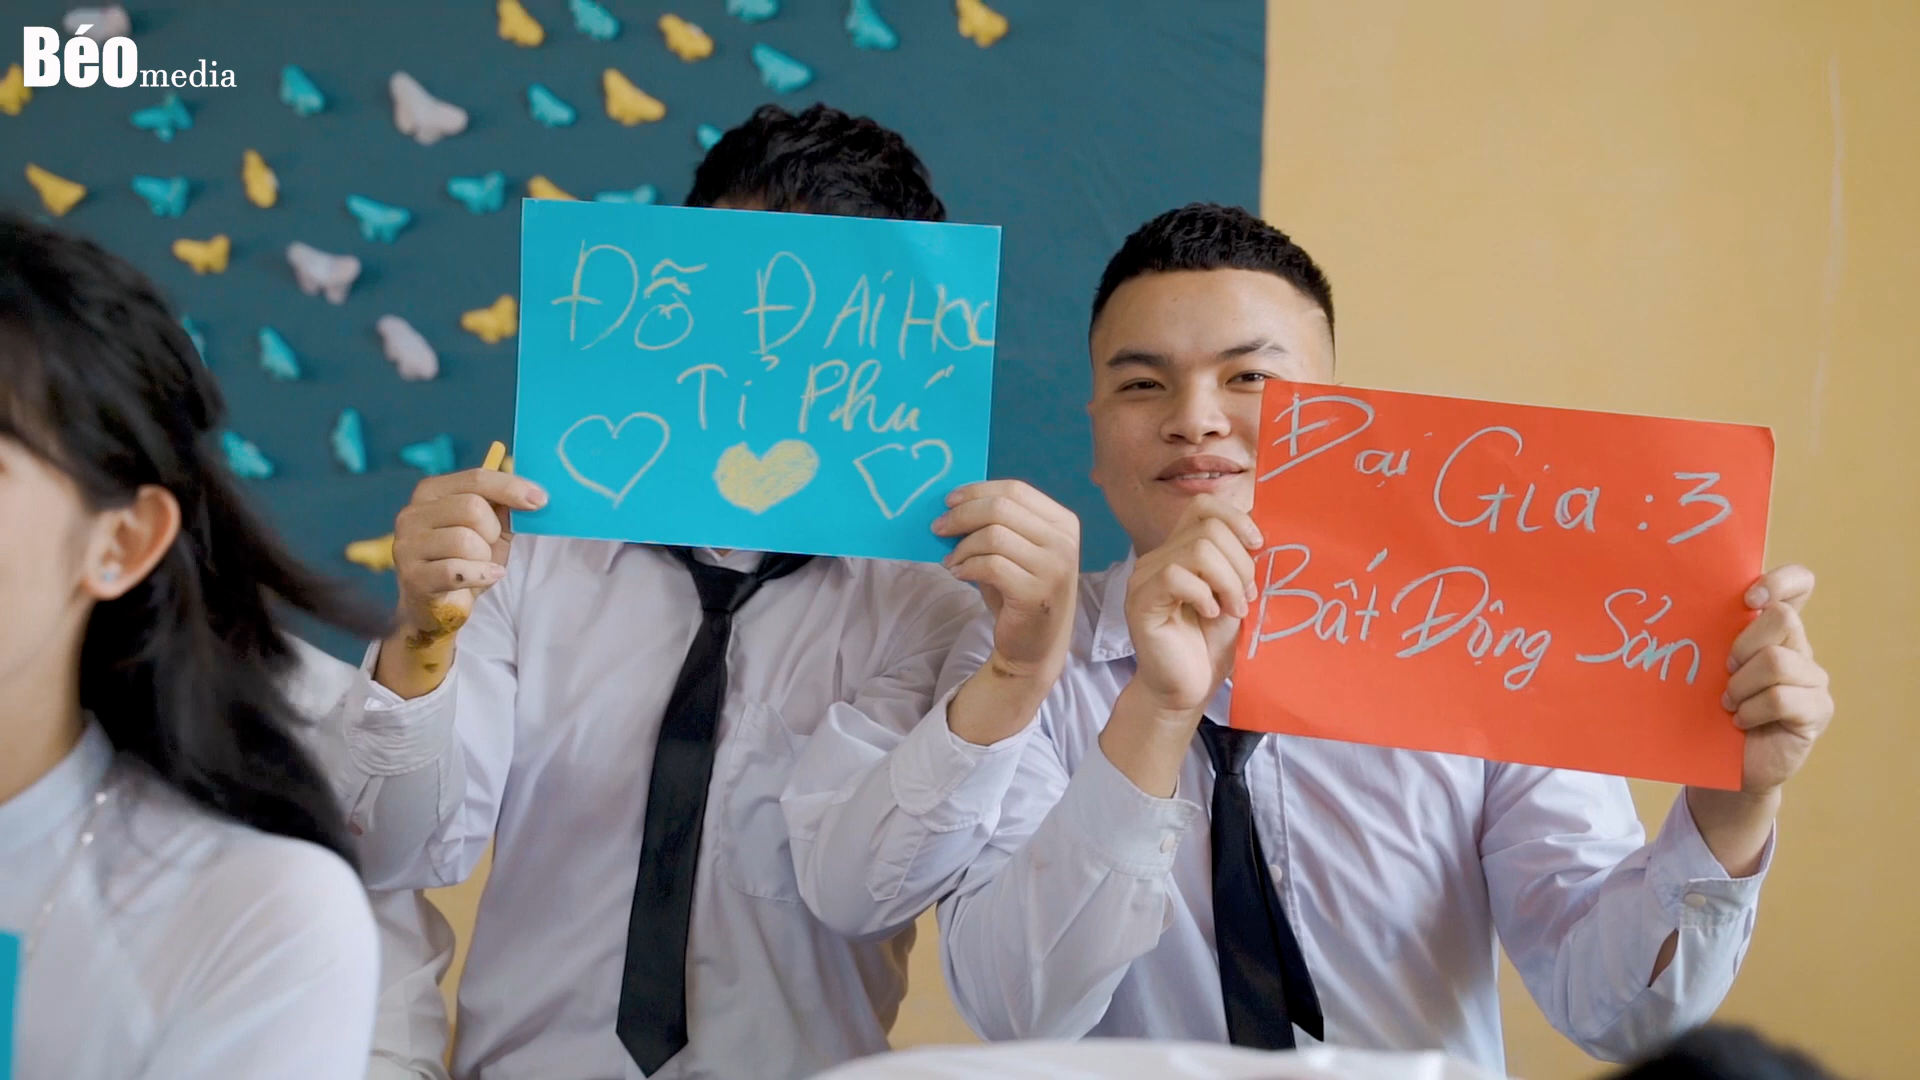 Béo media
Đỗ ĐẠi Học
Tỉ Phú
Đại Gia :3
Bất Động Sản